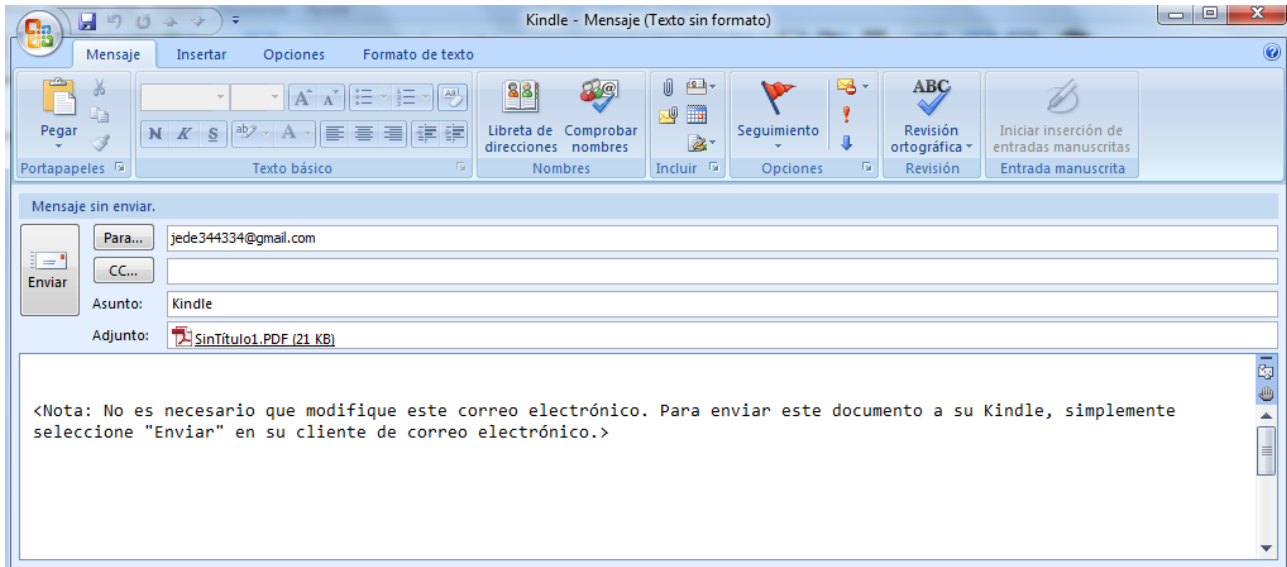 Kindle - Mensaje (Texto sin formato)
Mensaje Insertar Opciones Formato de texto
Pegar
Portapapeles
N K S ab A A A
Texto básico
Libreta de direcciones
Comprobar nombres
Nombres
Incluir
Seguimiento
Opciones
ABC
Revisión ortográfica
Revisión
Iniciar inserción de entradas manuscritas
Entrada manuscrita
Mensaje sin enviar.
Enviar
Para... jede344334@gmail.com
CC...
Asunto: Kindle
Adjunto: SinTítulo1.PDF (21 KB)
<Nota: No es necesario que modifique este correo electrónico. Para enviar este documento a su Kindle, simplemente
seleccione "Enviar" en su cliente de correo electrónico.>